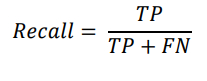 Recall = TP / (TP + FN)